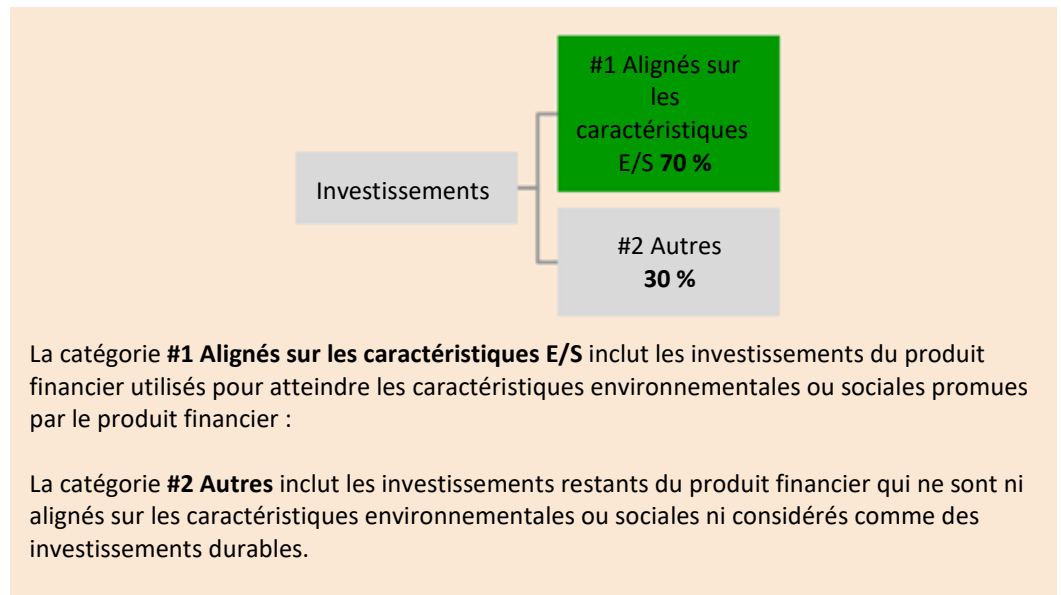 #1 Alignés sur
les
caractéristiques
E/S 70 %
Investissements
#2 Autres
30 %
La catégorie #1 Alignés sur les caractéristiques E/S inclut les investissements du produit
financier utilisés pour atteindre les caractéristiques environnementales ou sociales promues
par le produit financier :
La catégorie #2 Autres inclut les investissements restants du produit financier qui ne sont ni
alignés sur les caractéristiques environnementales ou sociales ni considérés comme des
investissements durables.